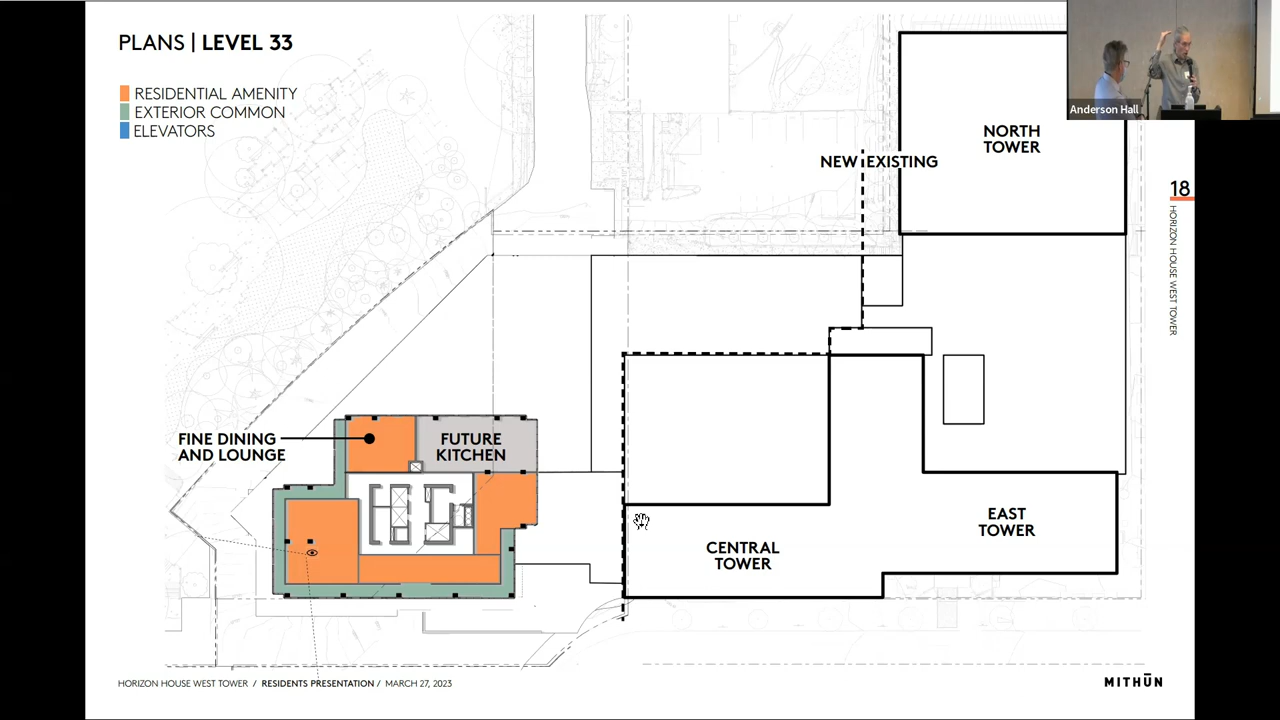 PLANS | LEVEL 33
RESIDENTIAL AMENITY
EXTERIOR COMMON
ELEVATORS
Anderson Hall
NORTH
TOWER
NEW
EXISTING
18
HORIZON HOUSE WEST TOWER
FINE DINING
AND LOUNGE
FUTURE
KITCHEN
EAST
TOWER
CENTRAL
TOWER
HORIZON HOUSE WEST TOWER / RESIDENTS PRESENTATION / MARCH 27, 2023
MITHŪN